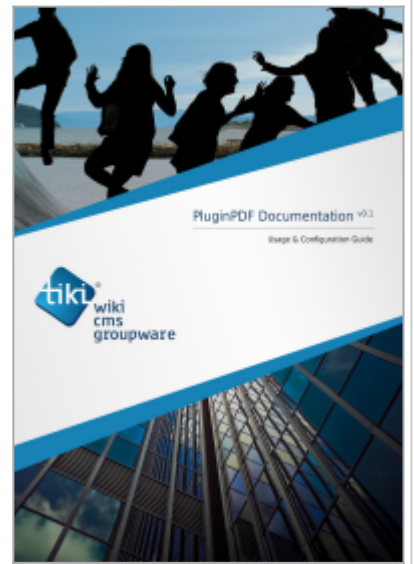 PluginPDF Documentation v0.1
Usage & Configuration Guide
tiki®
wiki
cms
groupware